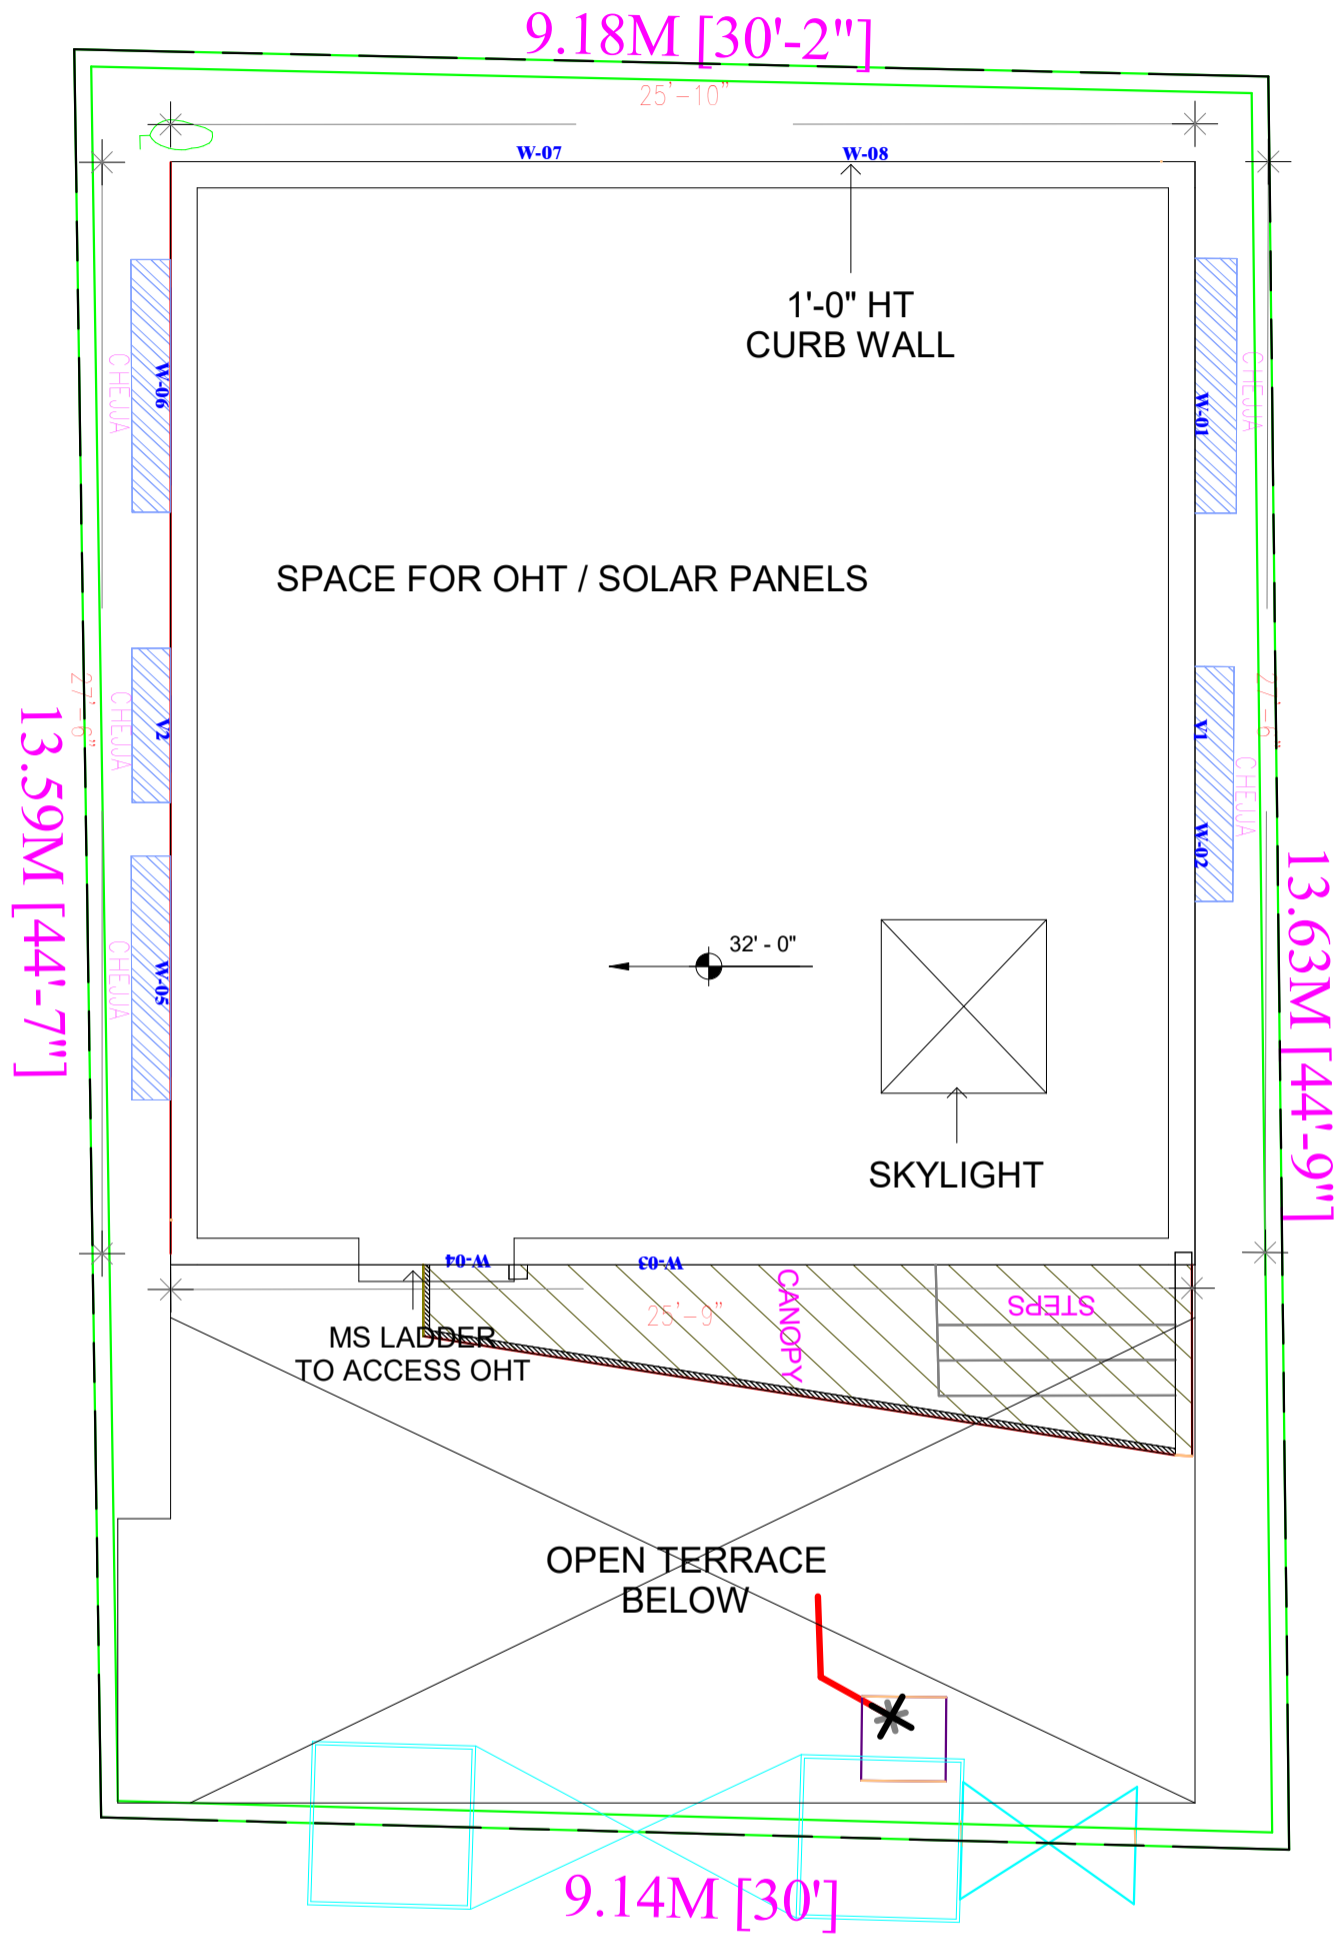 9.18M [30'-2"]
25'-10"
W-07
W-08
1'-0" HT
CURB WALL
CHEJJA
W-06
W-01
CHEJJA
SPACE FOR OHT / SOLAR PANELS
27'-6"
CHEJJA
V2
V1
27'-6"
CHEJJA
W-02
13.59M [44'-7"]
13.63M [44'-9"]
32' - 0"
CHEJJA
W-05
SKYLIGHT
W-04
W-03
CANOPY
STEPS
25'-9"
MS LADDER
TO ACCESS OHT
OPEN TERRACE
BELOW
9.14M [30']